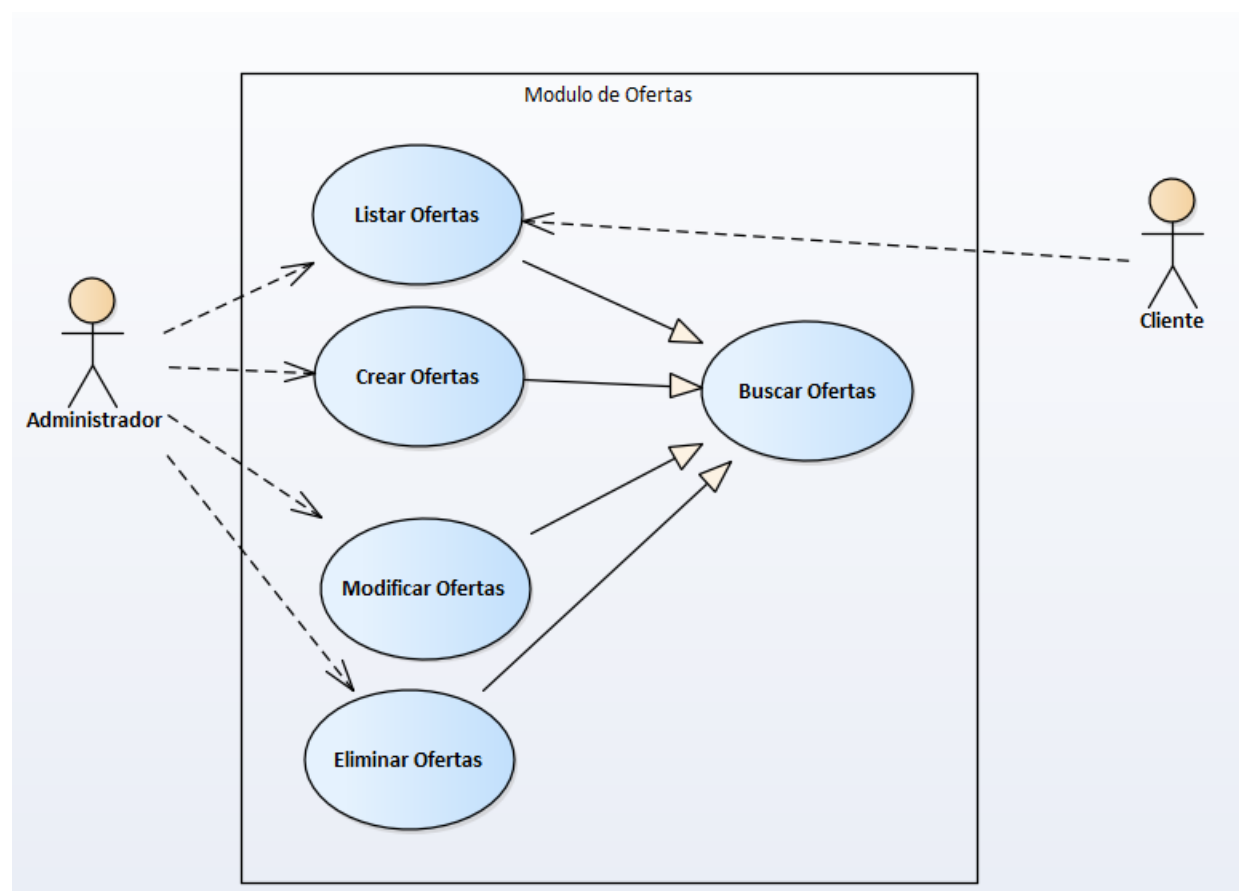 Modulo de Ofertas
Listar Ofertas
Cliente
Crear Ofertas
Buscar Ofertas
Administrador
Modificar Ofertas
Eliminar Ofertas